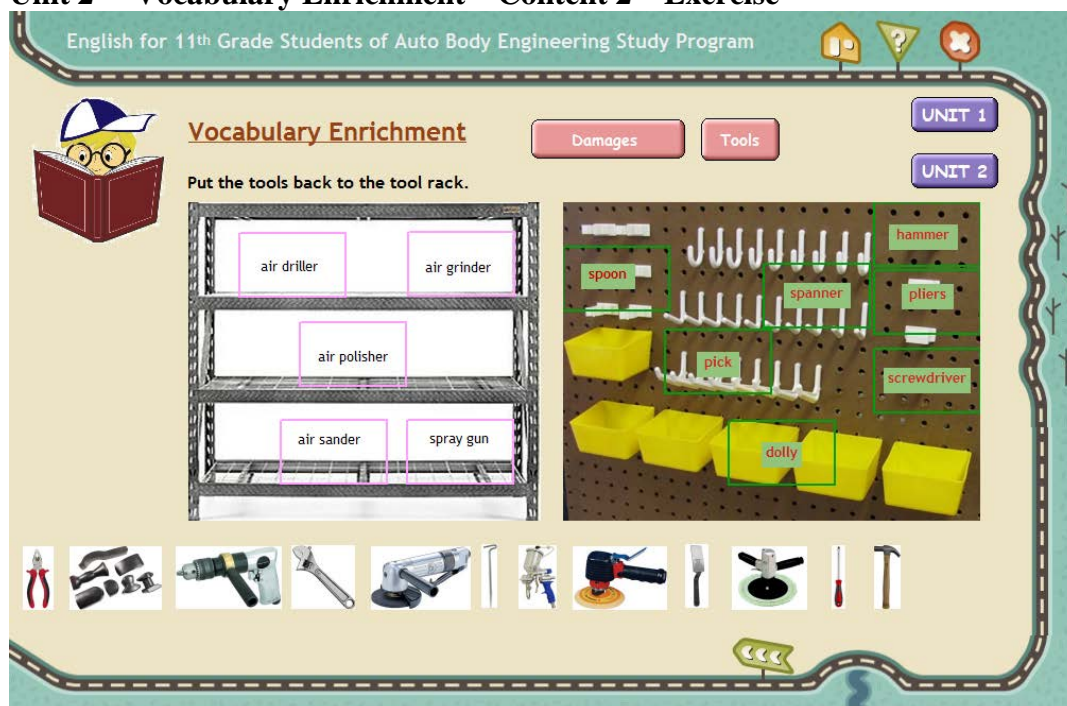 Unit 2 – Vocabulary Enrichment – Content 2 – Exercise
English for 11th Grade Students of Auto Body Engineering Study Program
?
UNIT 1
Vocabulary Enrichment
Damages
Tools
UNIT 2
Put the tools back to the tool rack.
air driller
air grinder
air polisher
air sander
spray gun
hammer
spoon
spanner
pliers
pick
screwdriver
dolly